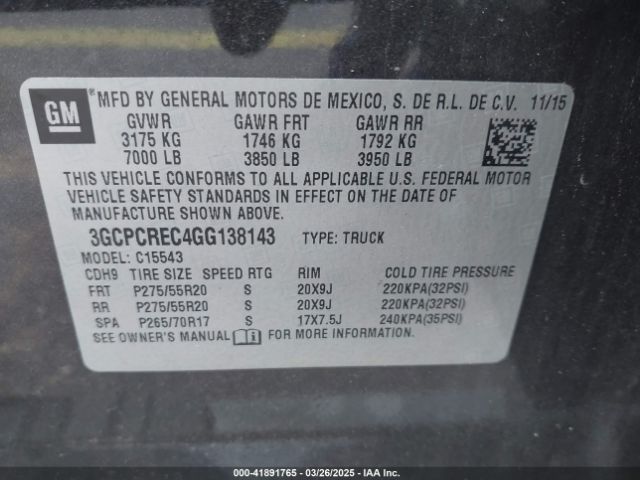 GM
®MFD BY GENERAL MOTORS DE MEXICO, S. DE R.L. DE C.V. 11/15
GVWR GAWR FRT GAWR RR
3175 KG 1746 KG 1792 KG
7000 LB 3850 LB 3950 LB
THIS VEHICLE CONFORMS TO ALL APPLICABLE U.S. FEDERAL MOTOR
VEHICLE SAFETY STANDARDS IN EFFECT ON THE DATE OF
MANUFACTURE SHOWN ABOVE.
3GCPCREC4GG138143 TYPE: TRUCK
MODEL: C15543
CDH9 TIRE SIZE SPEED RTG RIM COLD TIRE PRESSURE
FRT P275/55R20 S 20X9J 220KPA(32PSI)
RR P275/55R20 S 20X9J 220KPA(32PSI)
SPA P265/70R17 S 17X7.5J 240KPA(35PSI)
SEE OWNER'S MANUAL FOR MORE INFORMATION.
000-41891765 • 03/26/2025 • IAA Inc.